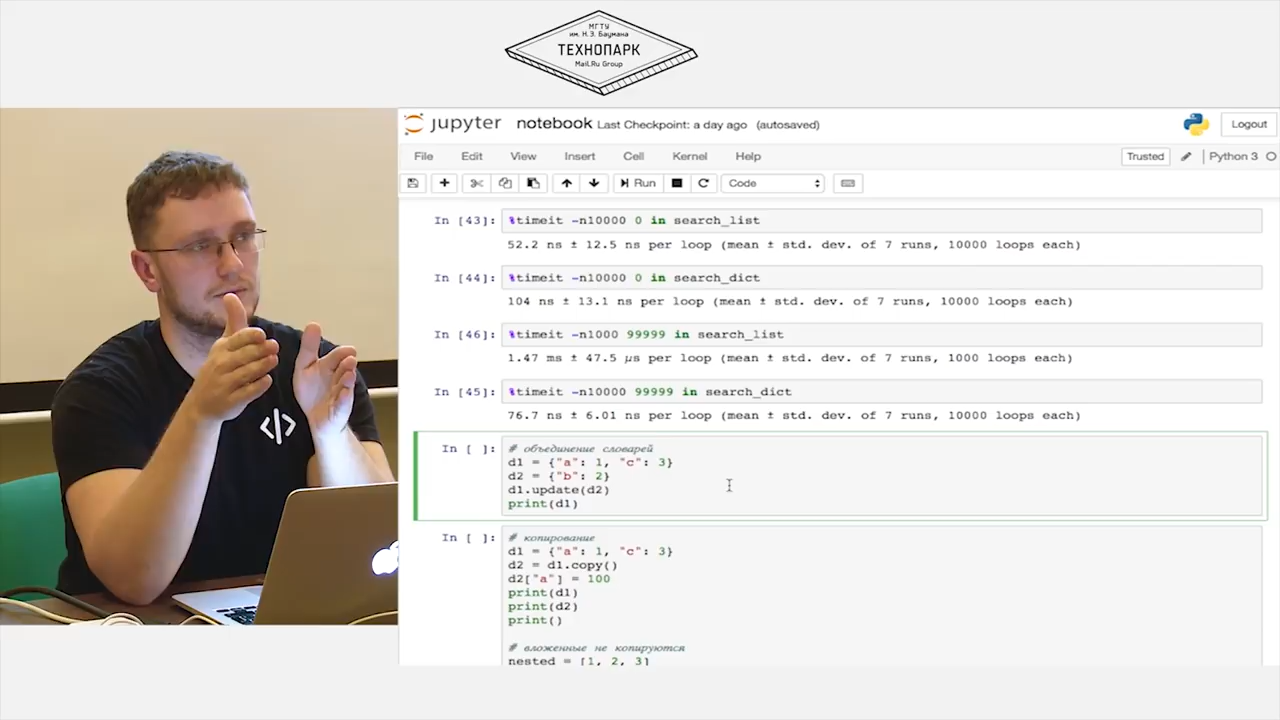 МГТУ
им. Н.Э. Баумана
ТЕХНОПАРК
Mail.Ru Group
jupyter notebook Last Checkpoint: a day ago (autosaved)
Logout
File Edit View Insert Cell Kernel Help
Trusted
Python 3
Run
Code
In [43]: %timeit -n10000 0 in search_list
52.2 ns ± 12.5 ns per loop (mean ± std. dev. of 7 runs, 10000 loops each)
In [44]: %timeit -n10000 0 in search_dict
104 ns ± 13.1 ns per loop (mean ± std. dev. of 7 runs, 10000 loops each)
In [46]: %timeit -n1000 99999 in search_list
1.47 ms ± 47.5 µs per loop (mean ± std. dev. of 7 runs, 1000 loops each)
In [45]: %timeit -n10000 99999 in search_dict
76.7 ns ± 6.01 ns per loop (mean ± std. dev. of 7 runs, 10000 loops each)
In [ ]: # объединение словарей
d1 = {"a": 1, "c": 3}
d2 = {"b": 2}
d1.update(d2)
print(d1)
In [ ]: # копирование
d1 = {"a": 1, "c": 3}
d2 = d1.copy()
d2["a"] = 100
print(d1)
print(d2)
print()
# вложенные не копируются
nested = [1, 2, 3]